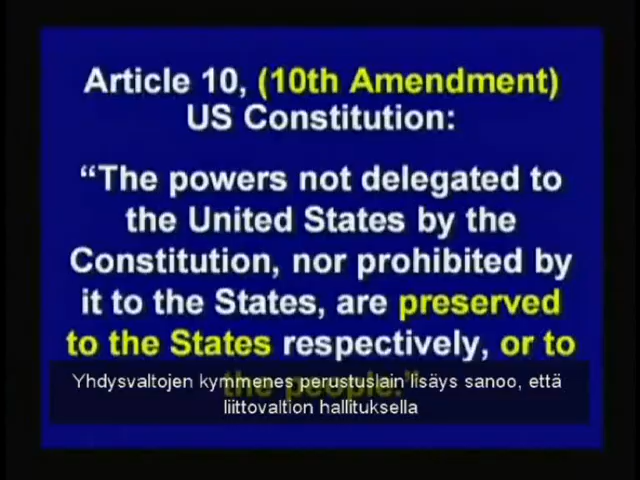 Article 10, (10th Amendment)
US Constitution:
“The powers not delegated to
the United States by the
Constitution, nor prohibited by
it to the States, are preserved
to the States respectively, or to
the people.”
Yhdysvaltojen kymmenes perustuslain lisäys sanoo, että
liittovaltion hallituksella